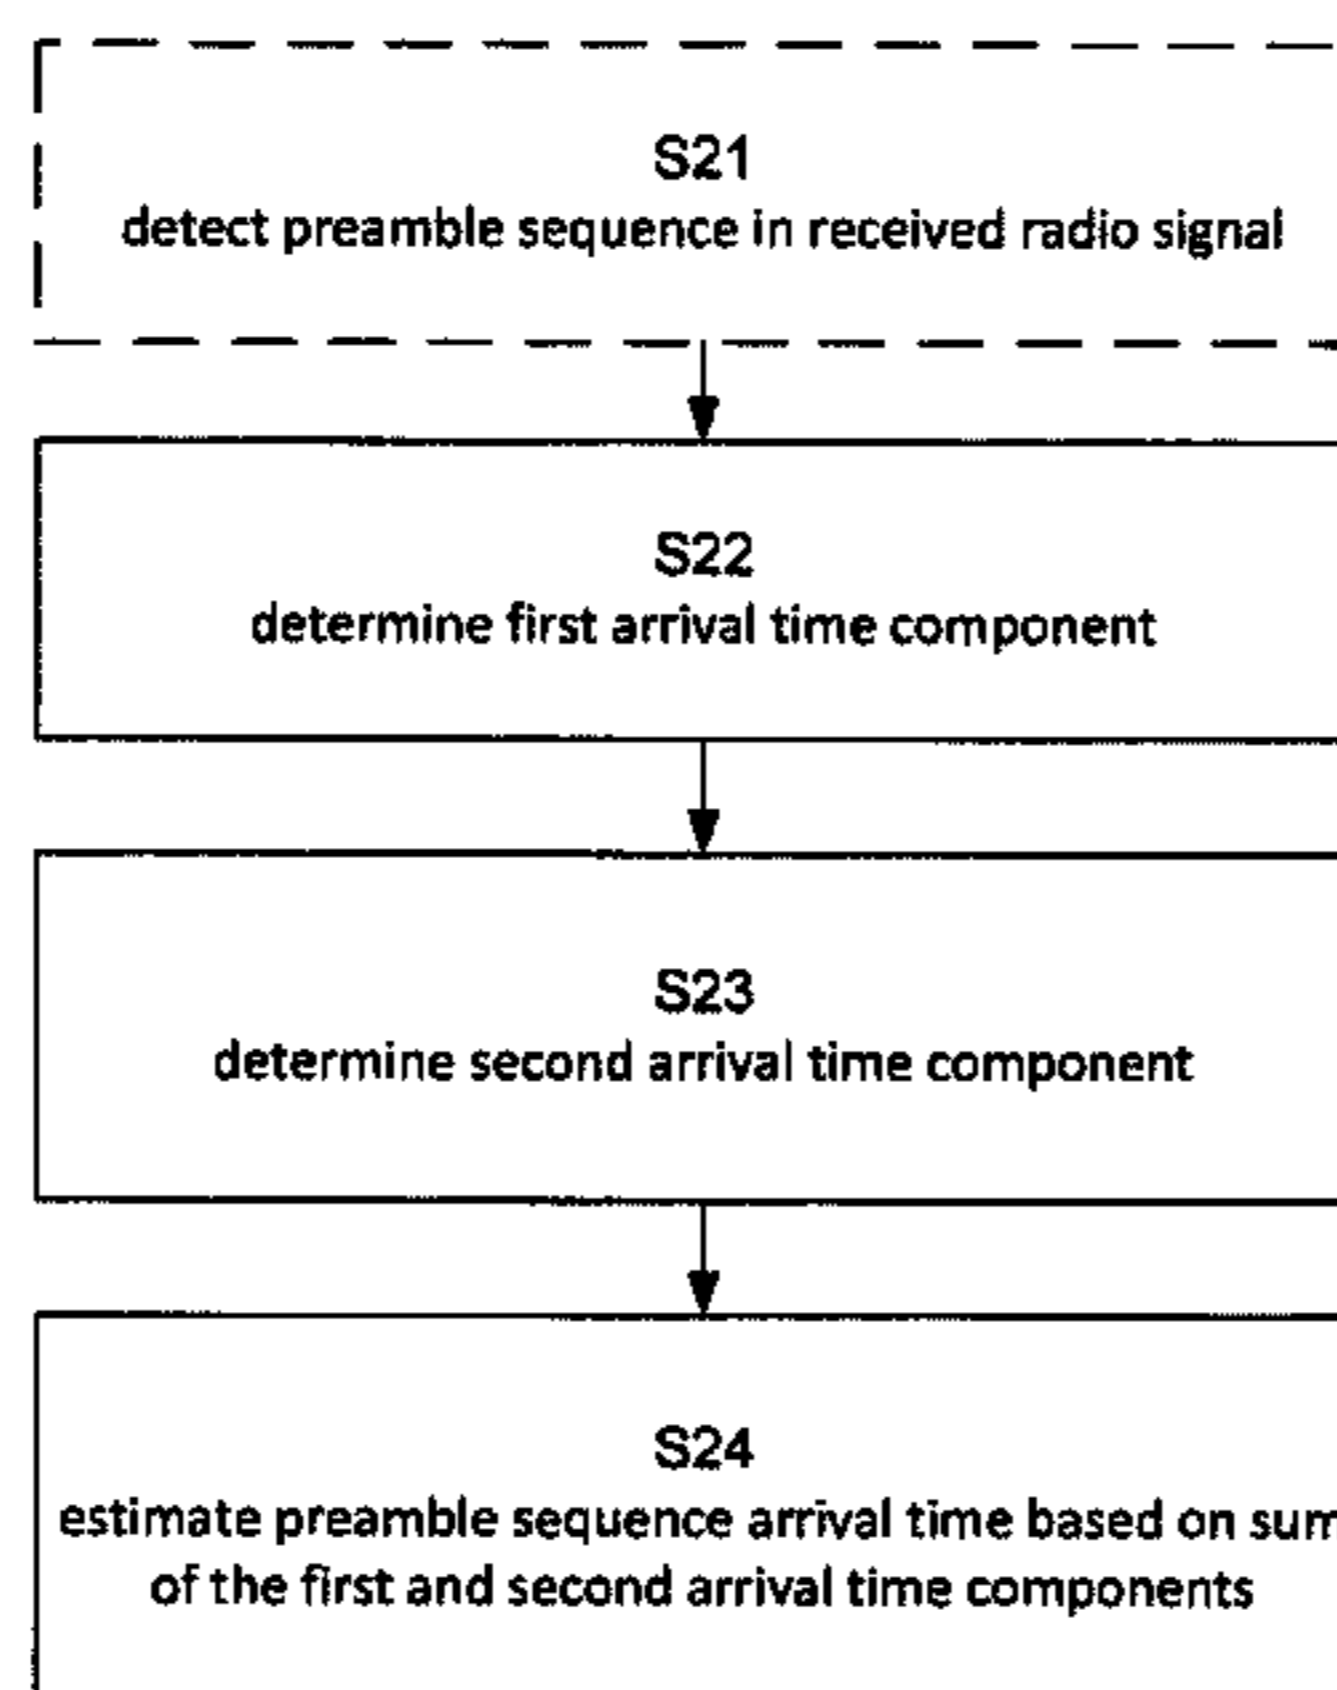 S21
detect preamble sequence in received radio signal
S22
determine first arrival time component
S23
determine second arrival time component
S24
estimate preamble sequence arrival time based on sum
of the first and second arrival time components